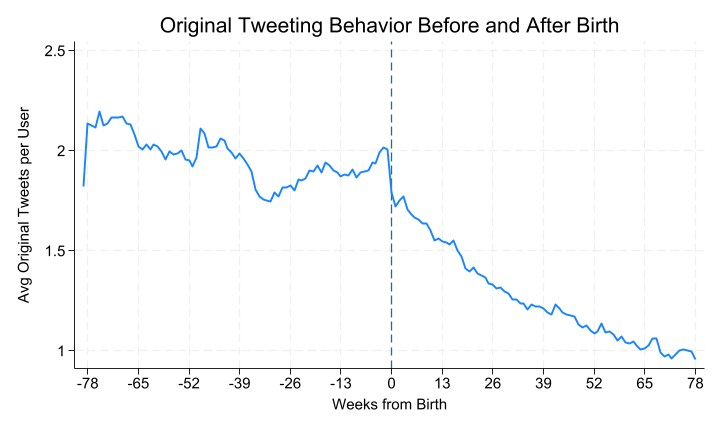 Original Tweeting Behavior Before and After Birth
Avg Original Tweets per User
2.5
2
1.5
1
-78 -65 -52 -39 -26 -13 0 13 26 39 52 65 78
Weeks from Birth